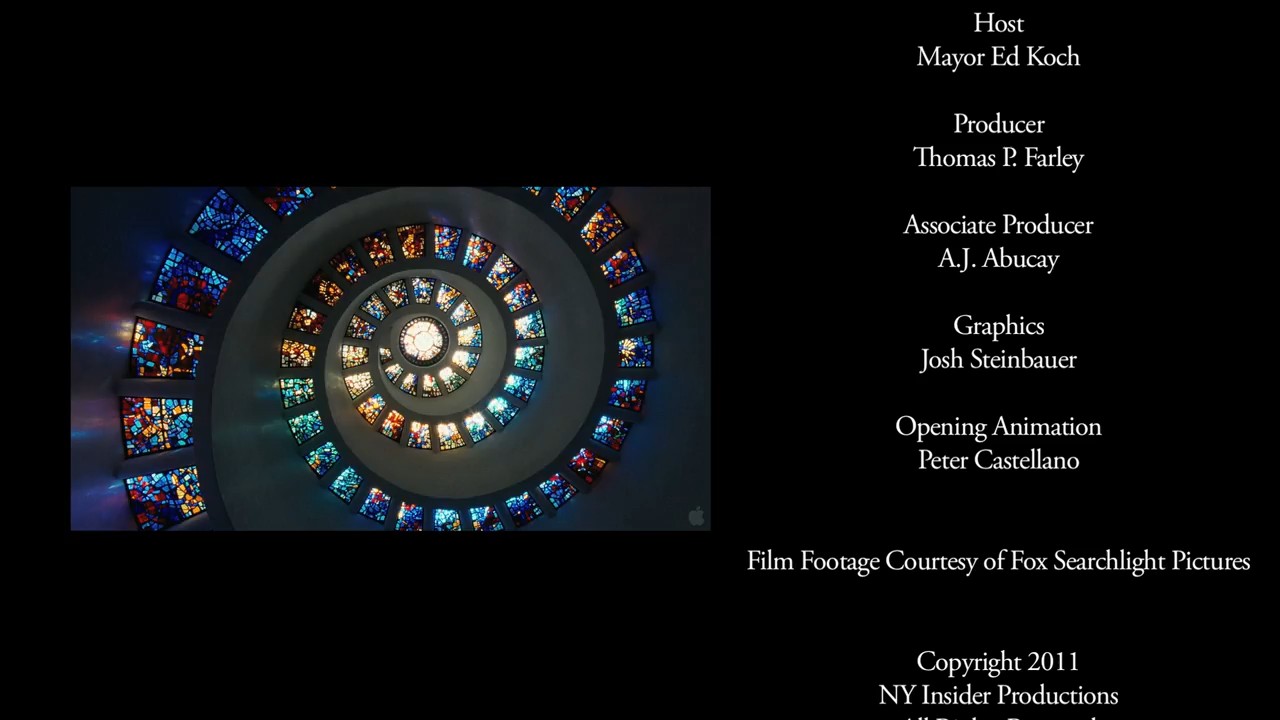 Host
Mayor Ed Koch
Producer
Thomas P. Farley
Associate Producer
A.J. Abucay
Graphics
Josh Steinbauer
Opening Animation
Peter Castellano
Film Footage Courtesy of Fox Searchlight Pictures
Copyright 2011
NY Insider Productions